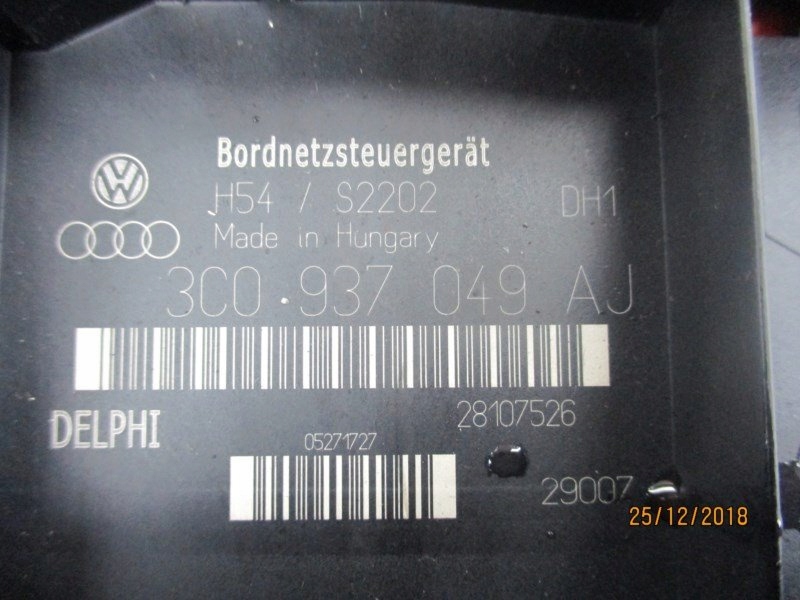 Bordnetzsteuergerät
H54 / S2202 DH1
Made in Hungary
3C0 937 049 AJ
DELPHI
28107526
05271727
29007
25/12/2018